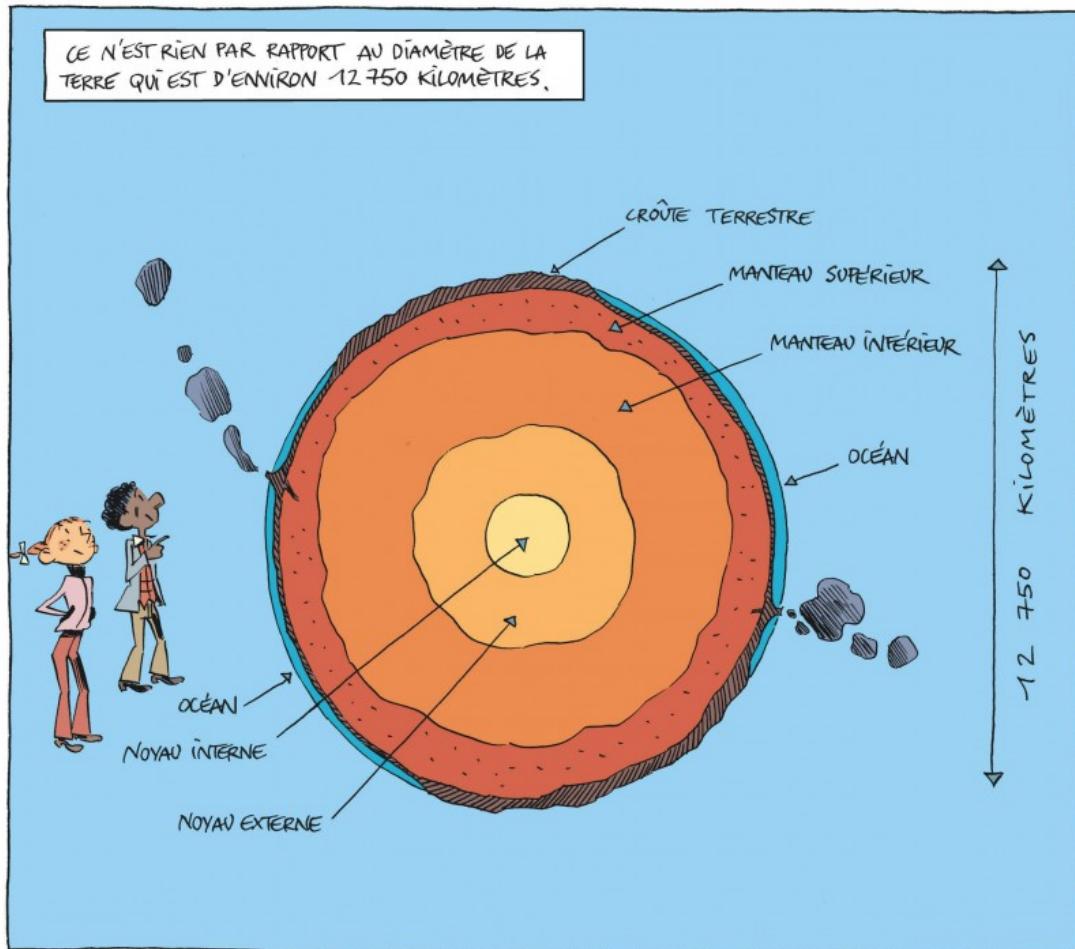 CE N'EST RIEN PAR RAPPORT AU DIAMÈTRE DE LA
TERRE QUI EST D'ENVIRON 12 750 KILOMÈTRES.
CROÛTE TERRESTRE
MANTEAU SUPÉRIEUR
MANTEAU INFÉRIEUR
OCÉAN
12 750 KILOMÈTRES
OCÉAN
NOYAU INTERNE
NOYAU EXTERNE